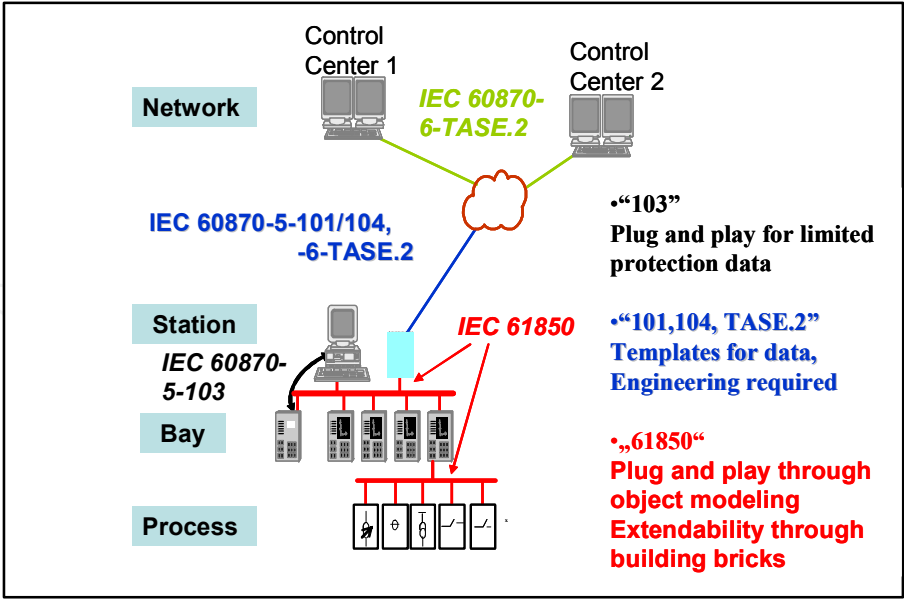 Control
Center 1
Control
Center 2
Network
IEC 60870-
6-TASE.2
IEC 60870-5-101/104,
-6-TASE.2
•“103”
Plug and play for limited
protection data
Station
IEC 61850
•“101,104, TASE.2”
Templates for data,
Engineering required
IEC 60870-
5-103
Bay
•„61850“
Plug and play through
object modeling
Extendability through
building bricks
Process